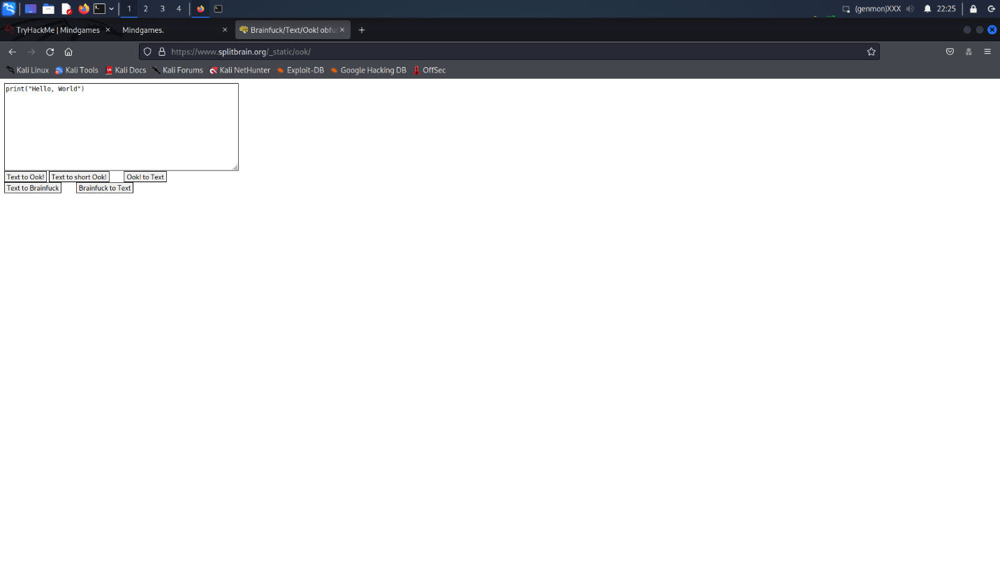 1 2 3 4 (genmon)XXX 22:25
TryHackMe | Mindgames Mindgames. Brainfuck/Text/Ook! obfus
https://www.splitbrain.org/_static/ook/
Kali Linux Kali Tools Kali Docs Kali Forums Kali NetHunter Exploit-DB Google Hacking DB OffSec
print("Hello, World")
Text to Ook! Text to short Ook! Ook! to Text
Text to Brainfuck Brainfuck to Text